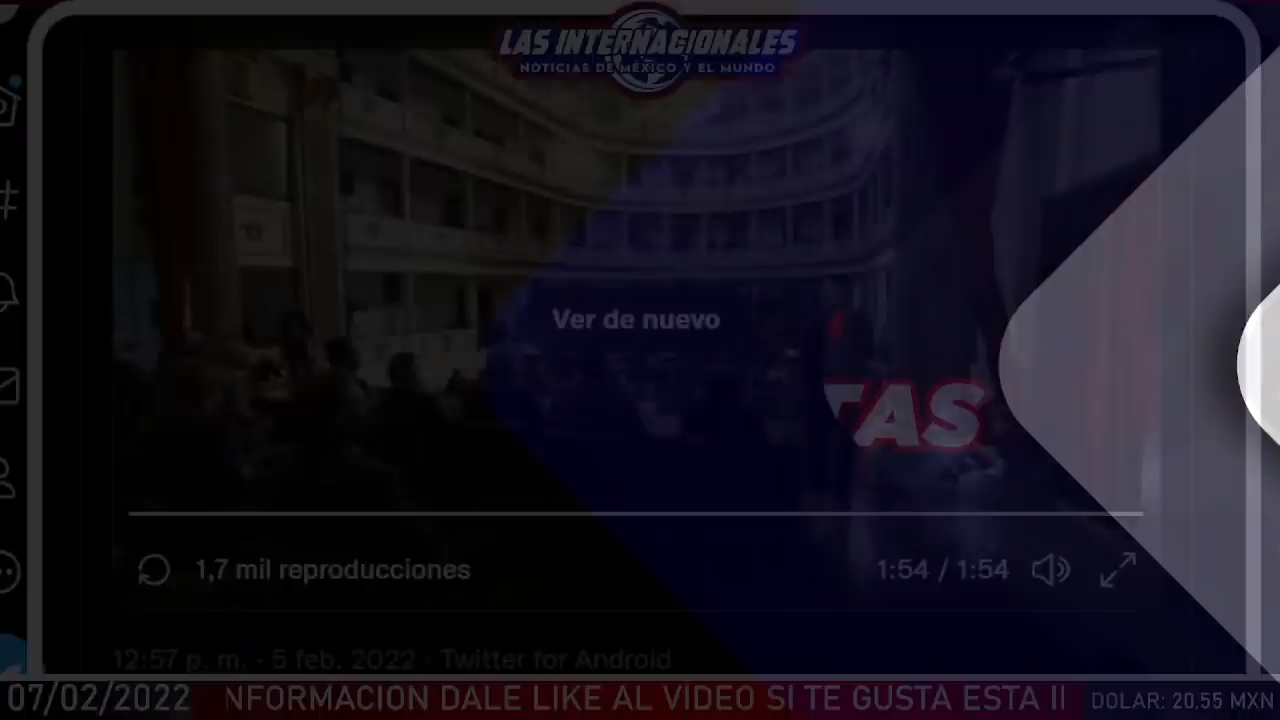 LAS INTERNACIONALES
NOTICIAS DE MÉXICO Y EL MUNDO
Ver de nuevo
TAS
1,7 mil reproducciones
1:54 / 1:54
12:57 p. m. · 5 feb. 2022 · Twitter for Android
07/02/2022
NFORMACIÓN DALE LIKE AL VIDEO SI TE GUSTA ESTA II
DOLAR: 20.55 MXN